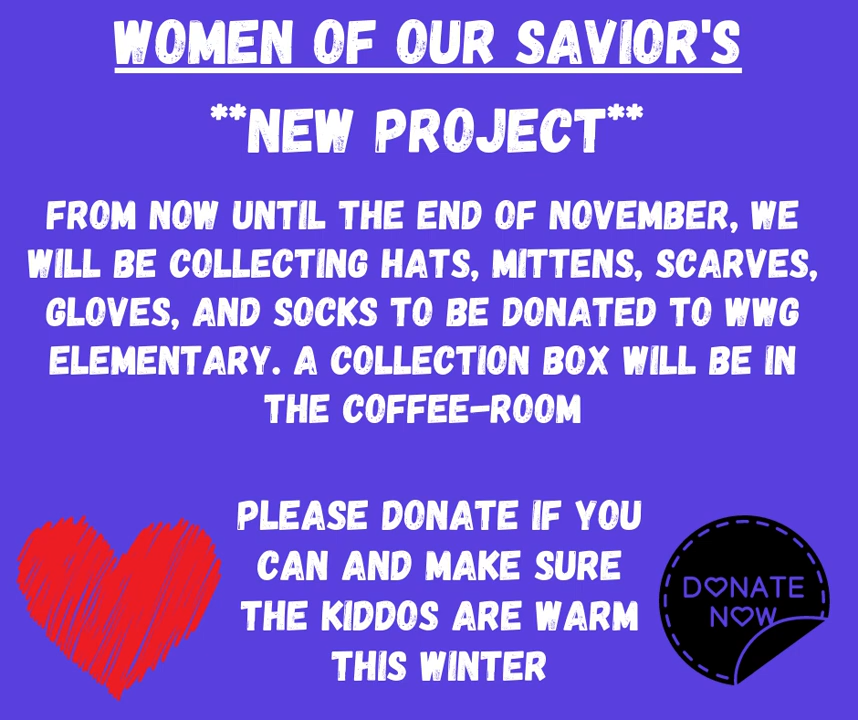 WOMEN OF OUR SAVIOR'S
**NEW PROJECT**
FROM NOW UNTIL THE END OF NOVEMBER, WE
WILL BE COLLECTING HATS, MITTENS, SCARVES,
GLOVES, AND SOCKS TO BE DONATED TO WWG
ELEMENTARY. A COLLECTION BOX WILL BE IN
THE COFFEE-ROOM
PLEASE DONATE IF YOU
CAN AND MAKE SURE
THE KIDDOS ARE WARM
THIS WINTER
DONATE
NOW